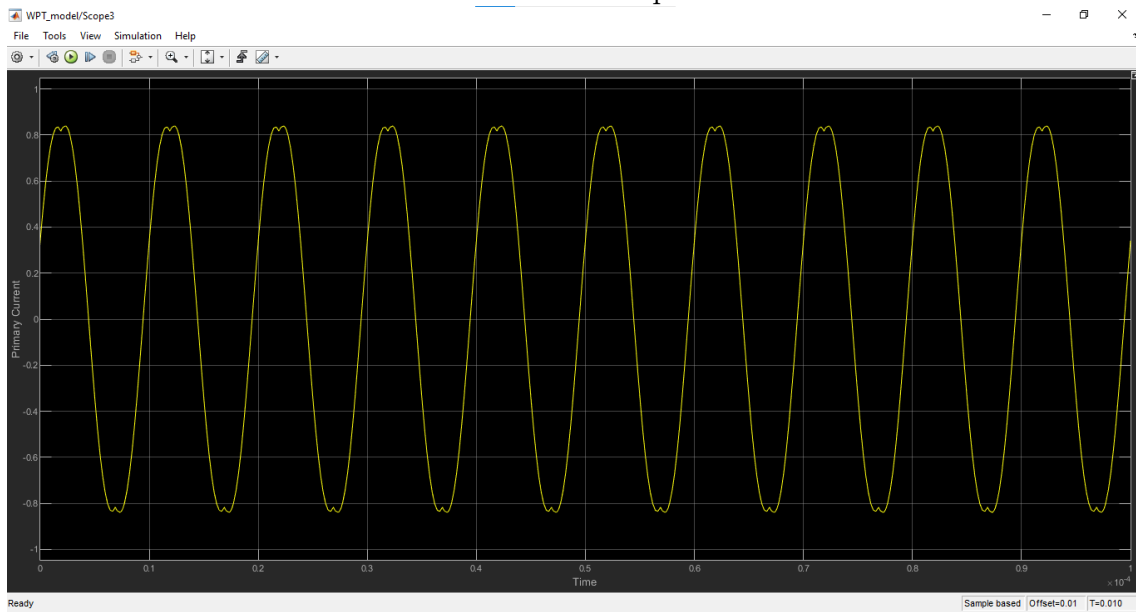 WPT_model/Scope3
File Tools View Simulation Help
Primary Current
1
0.8
0.6
0.4
0.2
0
-0.2
-0.4
-0.6
-0.8
-1
0 0.1 0.2 0.3 0.4 0.5 0.6 0.7 0.8 0.9 1
Time
×10⁻⁴
Ready Sample based Offset=0.01 T=0.010